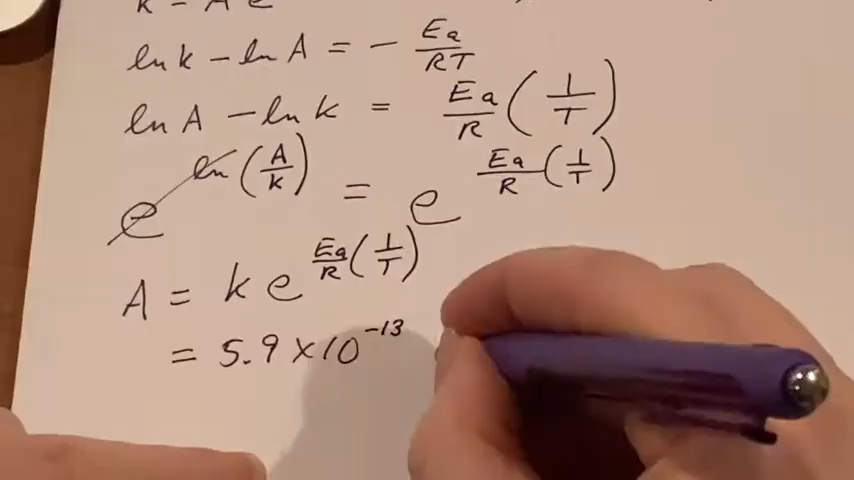 k = A e
ln k - ln A = - Ea/RT
ln A - ln k = Ea/R (1/T)
e^ln(A/k) = e^Ea/R(1/T)
A = k e^Ea/R(1/T)
= 5.9 x 10^-13